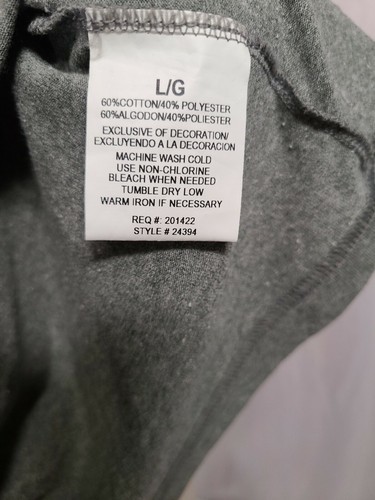 L/G
60%COTTON/40% POLYESTER
60%ALGODON/40%POLIESTER
EXCLUSIVE OF DECORATION/
EXCLUYENDO A LA DECORACION
MACHINE WASH COLD
USE NON-CHLORINE
BLEACH WHEN NEEDED
TUMBLE DRY LOW
WARM IRON IF NECESSARY
REQ #: 201422
STYLE # 24394